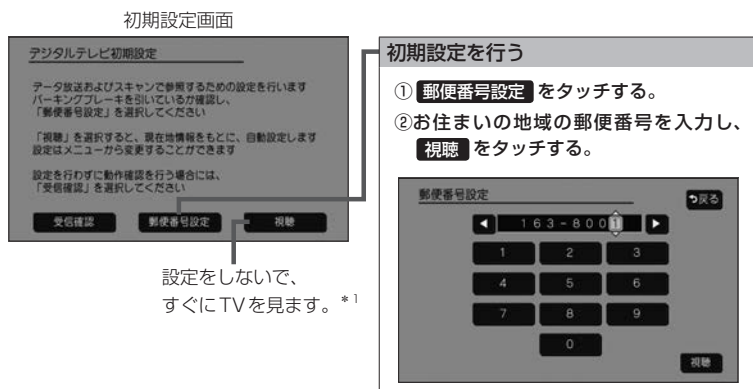 初期設定画面
デジタルテレビ初期設定
データ放送およびスキャンで参照するための設定を行います
パーキングブレーキを引いているか確認し、
「郵便番号設定」を選択してください
「視聴」を選択すると、現在地情報をもとに、自動設定します
設定はメニューから変更することができます
設定を行わずに動作確認を行う場合には、
「受信確認」を選択してください
受信確認 郵便番号設定 視聴
設定をしないで、
すぐにTVを見ます。*1
初期設定を行う
① 郵便番号設定 をタッチする。
②お住まいの地域の郵便番号を入力し、
視聴 をタッチする。
郵便番号設定
戻る
163-8001
1 2 3
4 5 6
7 8 9
0
視聴